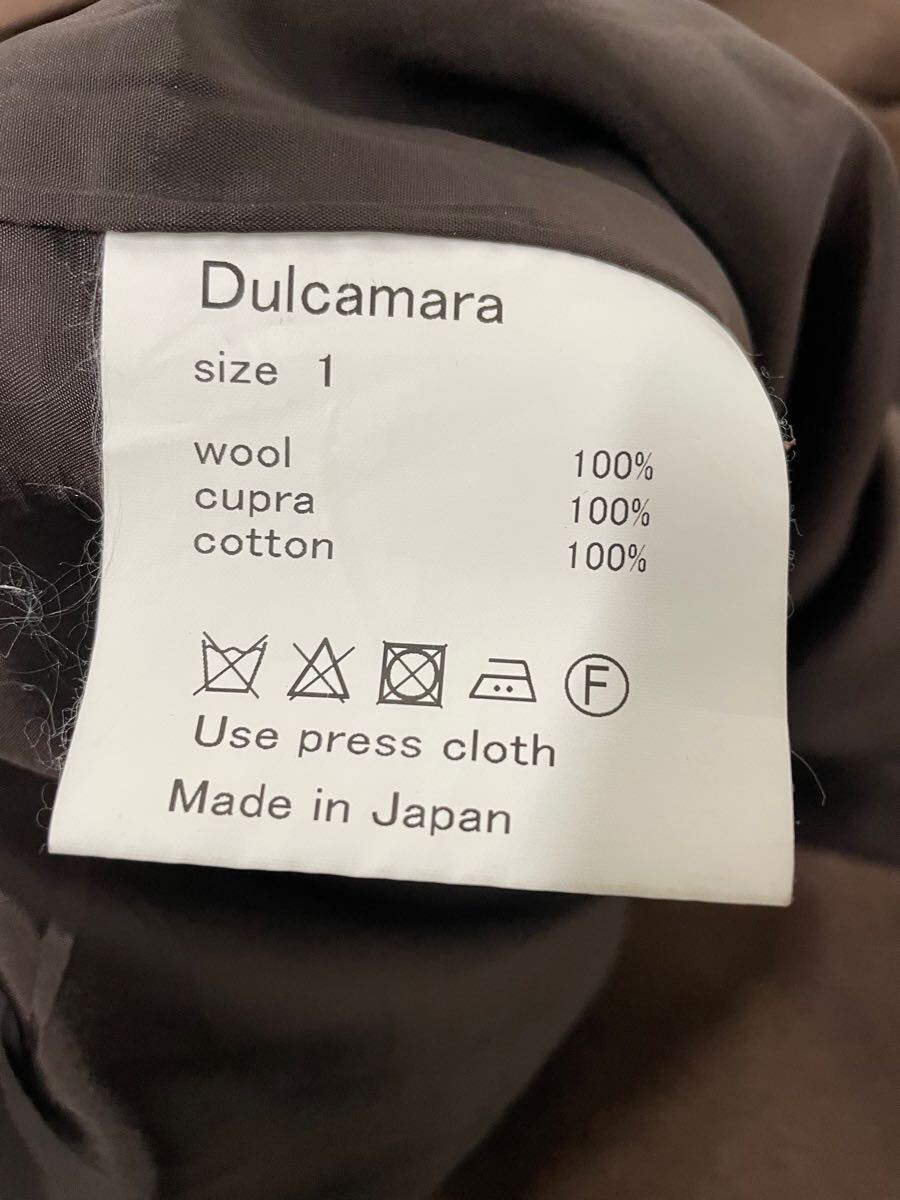 Dulcamara
size 1
wool 100%
cupra 100%
cotton 100%
F
Use press cloth
Made in Japan